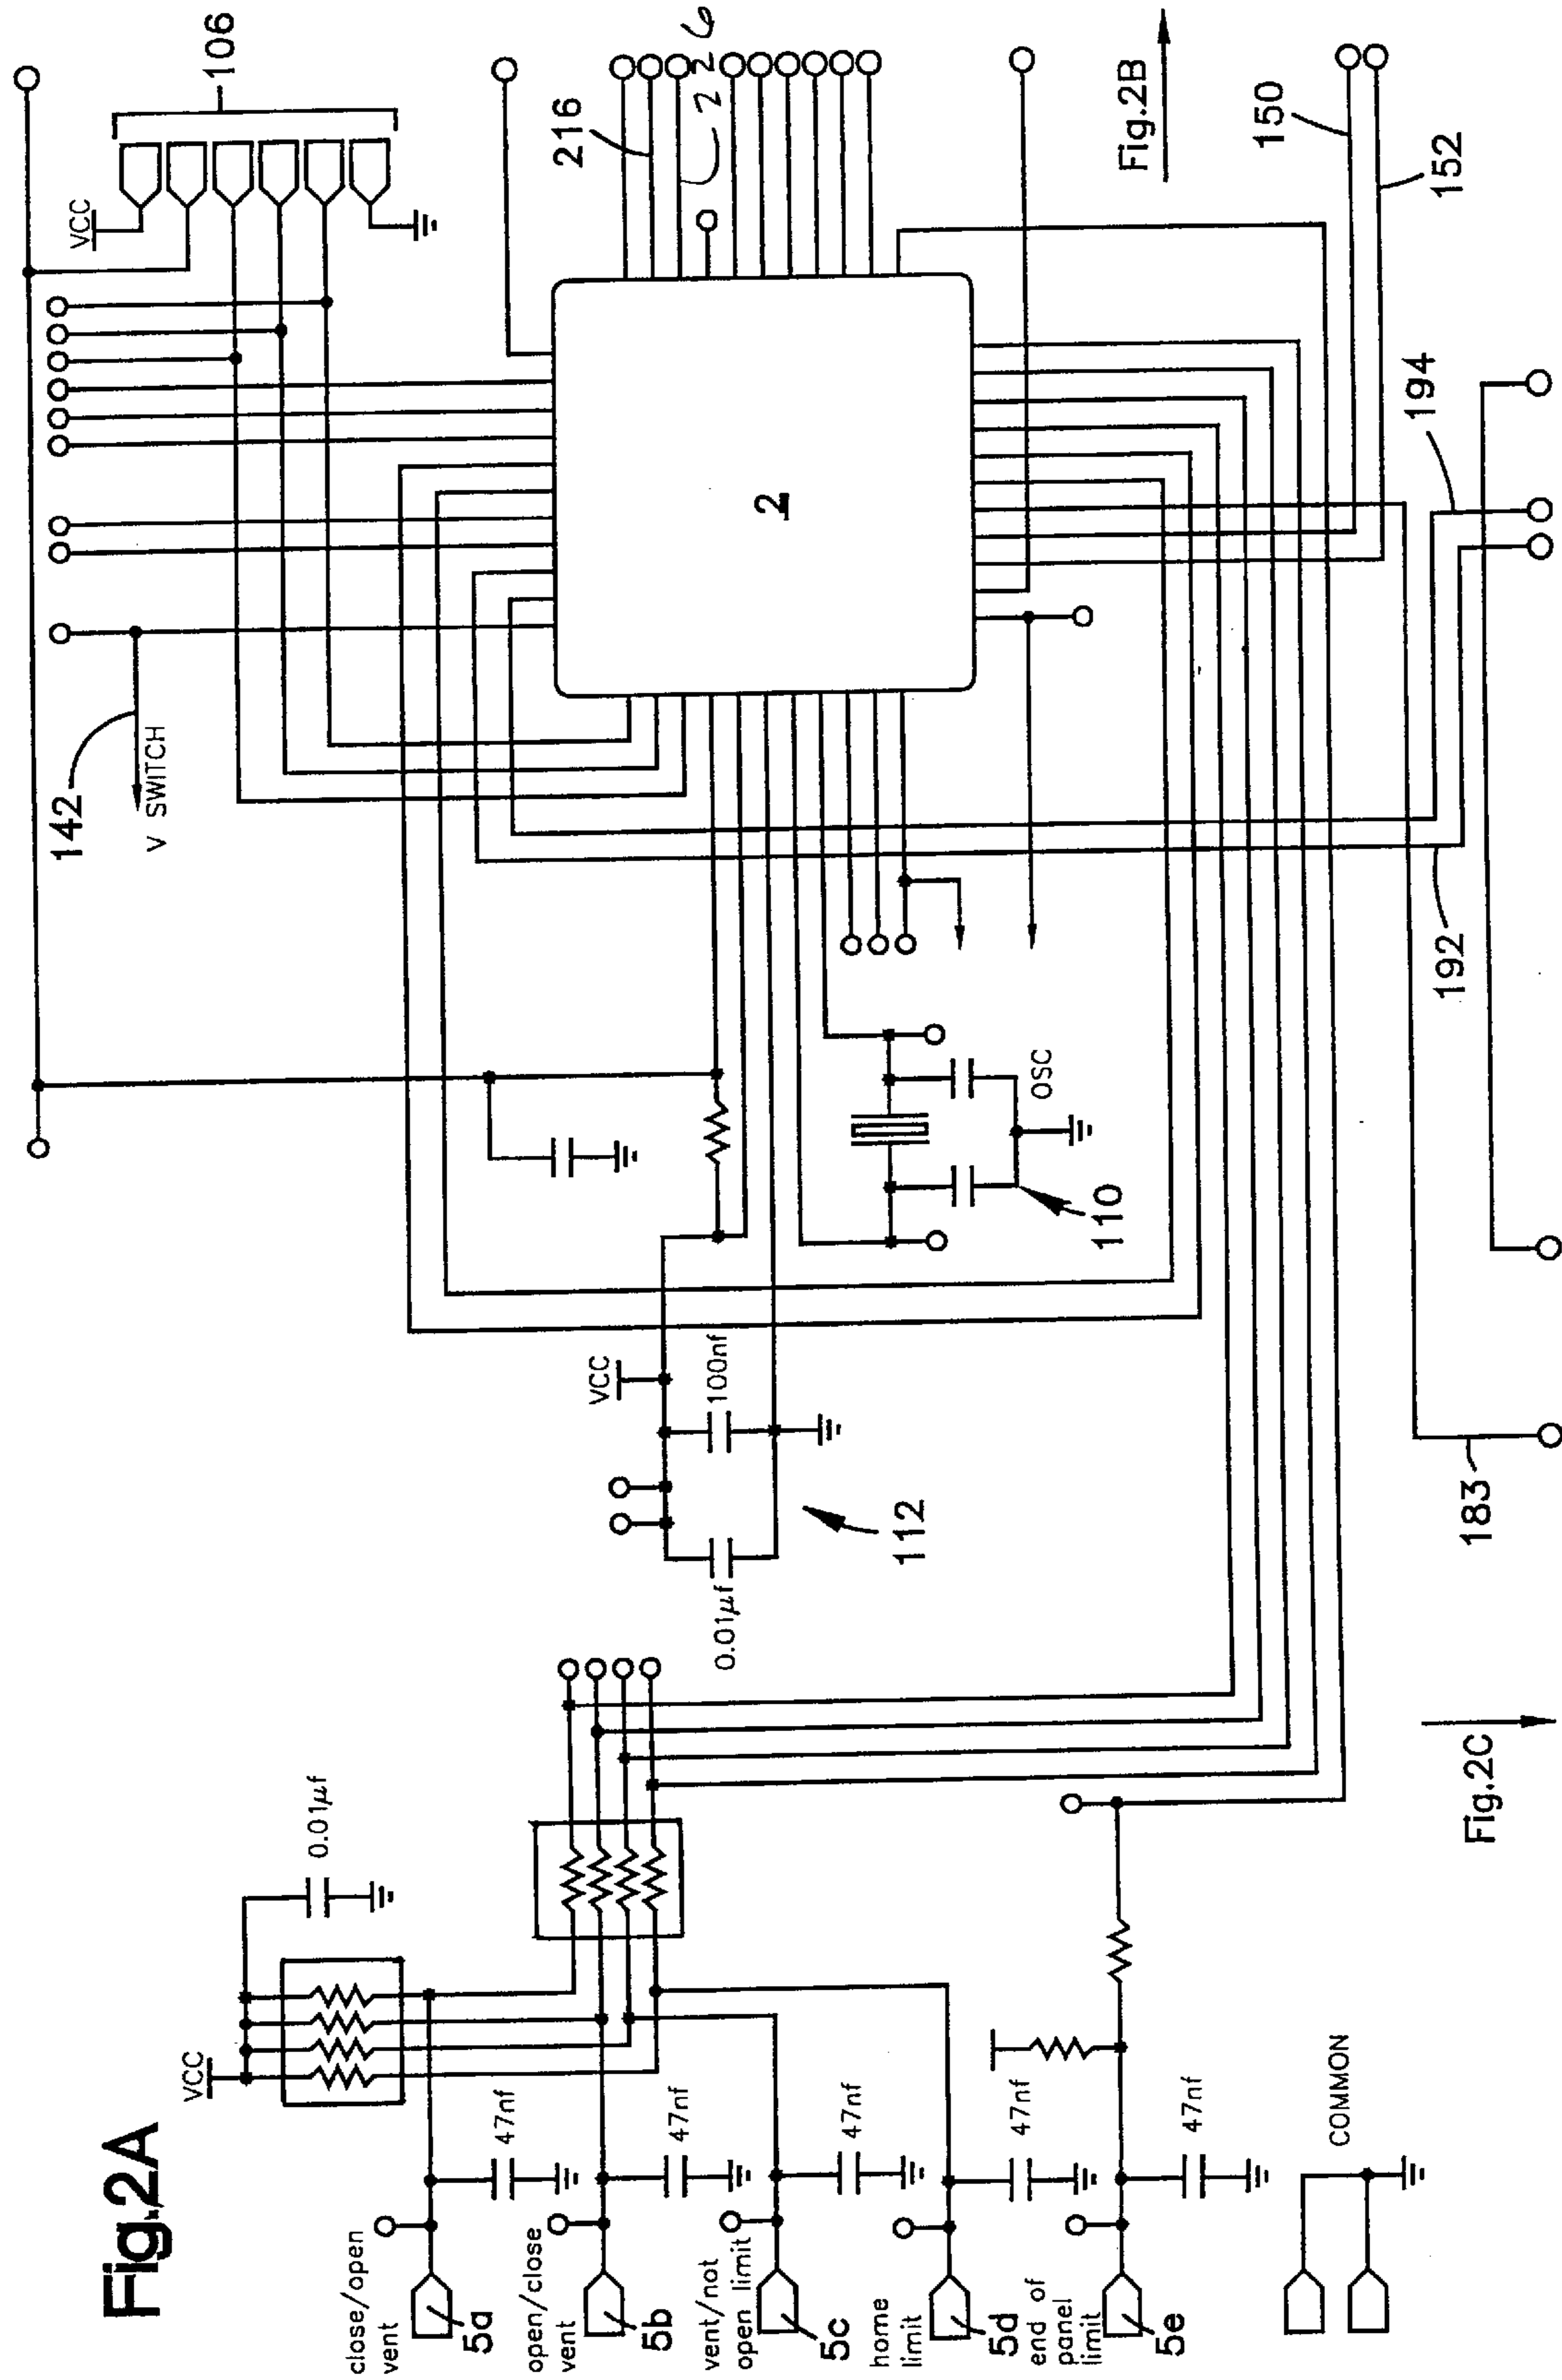 Fig.2A
close/open
vent
5a
open/close
vent
5b
vent/not
open limit
5c
home
limit
5d
end of
panel
limit
5e
VCC
0.01µf
47nf
47nf
47nf
47nf
47nf
COMMON
0.01µf
100nf
VCC
112
OSC
110
142
V SWITCH
VCC
106
2
216
226
Fig.2B
150
152
194
192
183
Fig.2C